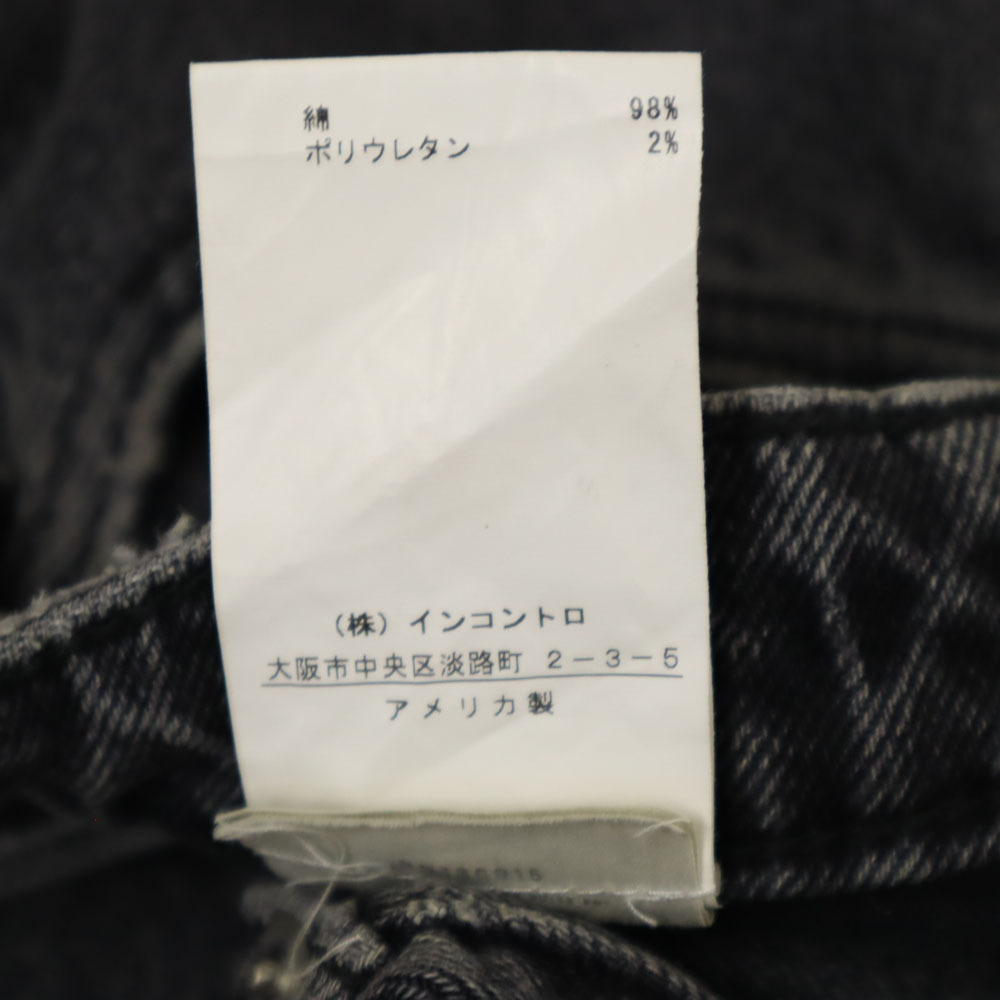 綿 98%
ポリウレタン 2%
(株)インコントロ
大阪市中央区淡路町 2-3-5
アメリカ製